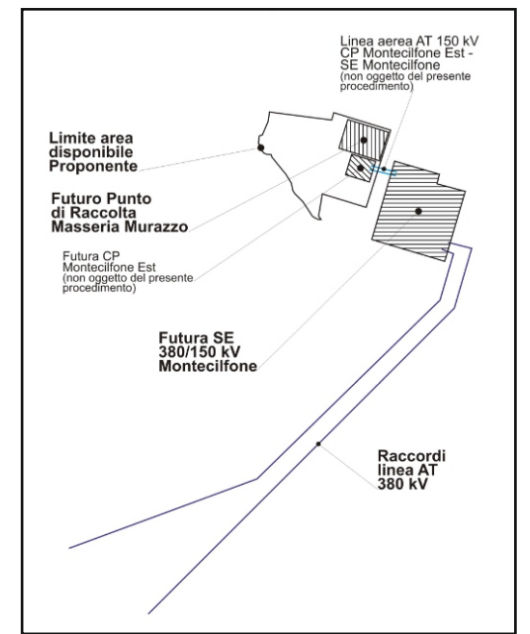 Linea aerea AT 150 kV
CP Montecilfone Est -
SE Montecilfone
(non oggetto del presente
procedimento)
Limite area
disponibile
Proponente
Futuro Punto
di Raccolta
Masseria Murazzo
Futura CP
Montecilfone Est
(non oggetto del presente
procedimento)
Futura SE
380/150 kV
Montecilfone
Raccordi
linea AT
380 kV